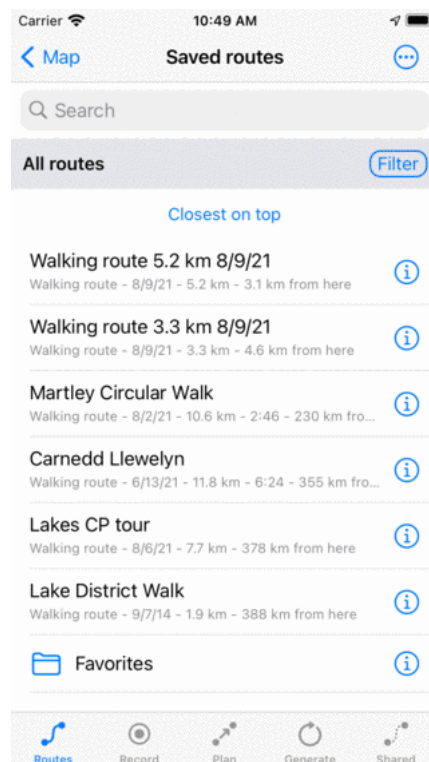 Carrier 10:49 AM
Map Saved routes
Search
All routes Filter
Closest on top
Walking route 5.2 km 8/9/21
Walking route - 8/9/21 - 5.2 km - 3.1 km from here
Walking route 3.3 km 8/9/21
Walking route - 8/9/21 - 3.3 km - 4.6 km from here
Martley Circular Walk
Walking route - 8/2/21 - 10.6 km - 2:46 - 230 km fro...
Carnedd Llewelyn
Walking route - 6/13/21 - 11.8 km - 6:24 - 355 km fro...
Lakes CP tour
Walking route - 8/6/21 - 7.7 km - 378 km from here
Lake District Walk
Walking route - 9/7/14 - 1.9 km - 388 km from here
Favorites
Routes Record Plan Generate Shared